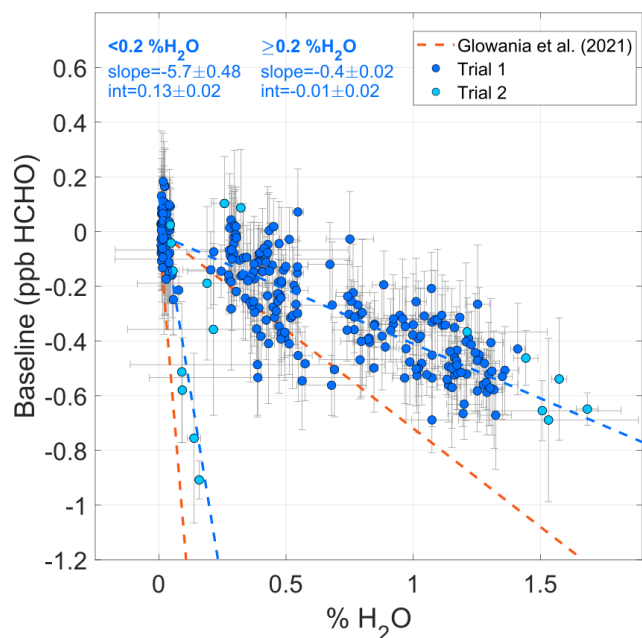 <0.2 %H2O
slope=-5.7±0.48
int=0.13±0.02
≥0.2 %H2O
slope=-0.4±0.02
int=-0.01±0.02
Glowania et al. (2021)
Trial 1
Trial 2
Baseline (ppb HCHO)
0.6
0.4
0.2
0
-0.2
-0.4
-0.6
-0.8
-1
-1.2
0
0.5
1
1.5
% H2O